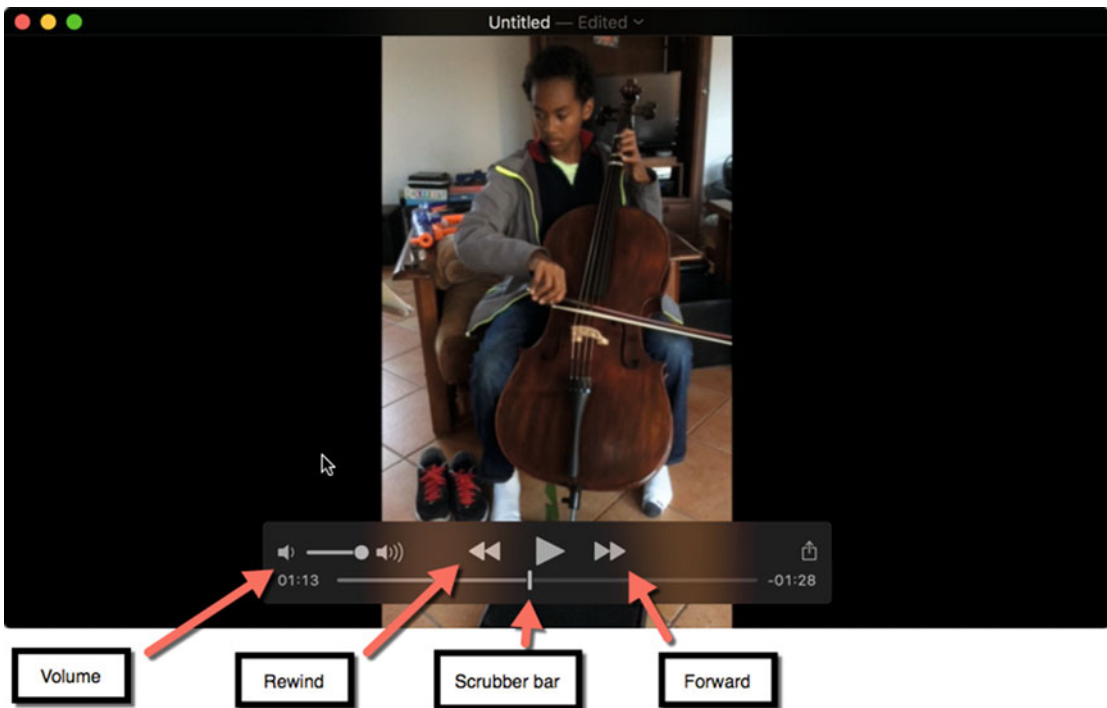 Untitled — Edited
01:13
-01:28
Volume
Rewind
Scrubber bar
Forward